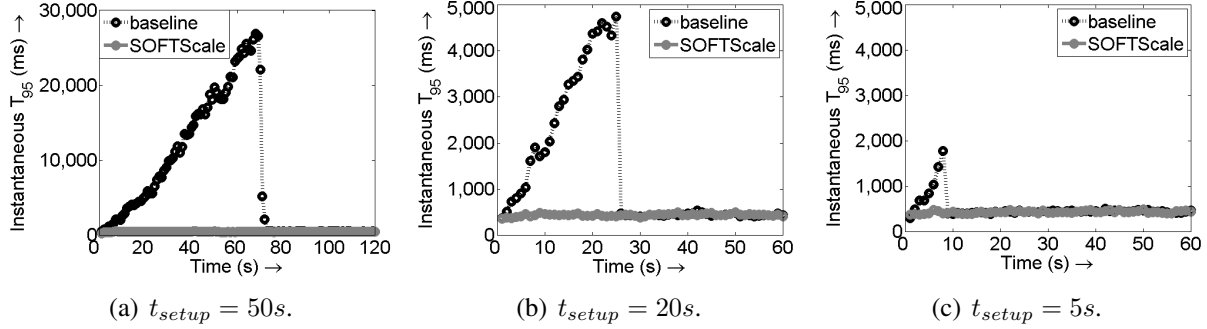 Instantaneous T95 (ms) →
30,000
20,000
10,000
0
0
20
40
60
80
100
120
Time (s) →
baseline
SOFTScale
(a) tsetup = 50s.
Instantaneous T95 (ms) →
5,000
4,000
3,000
2,000
1,000
0
0
10
20
30
40
50
60
Time (s) →
baseline
SOFTScale
(b) tsetup = 20s.
Instantaneous T95 (ms) →
5,000
4,000
3,000
2,000
1,000
0
0
10
20
30
40
50
60
Time (s) →
baseline
SOFTScale
(c) tsetup = 5s.